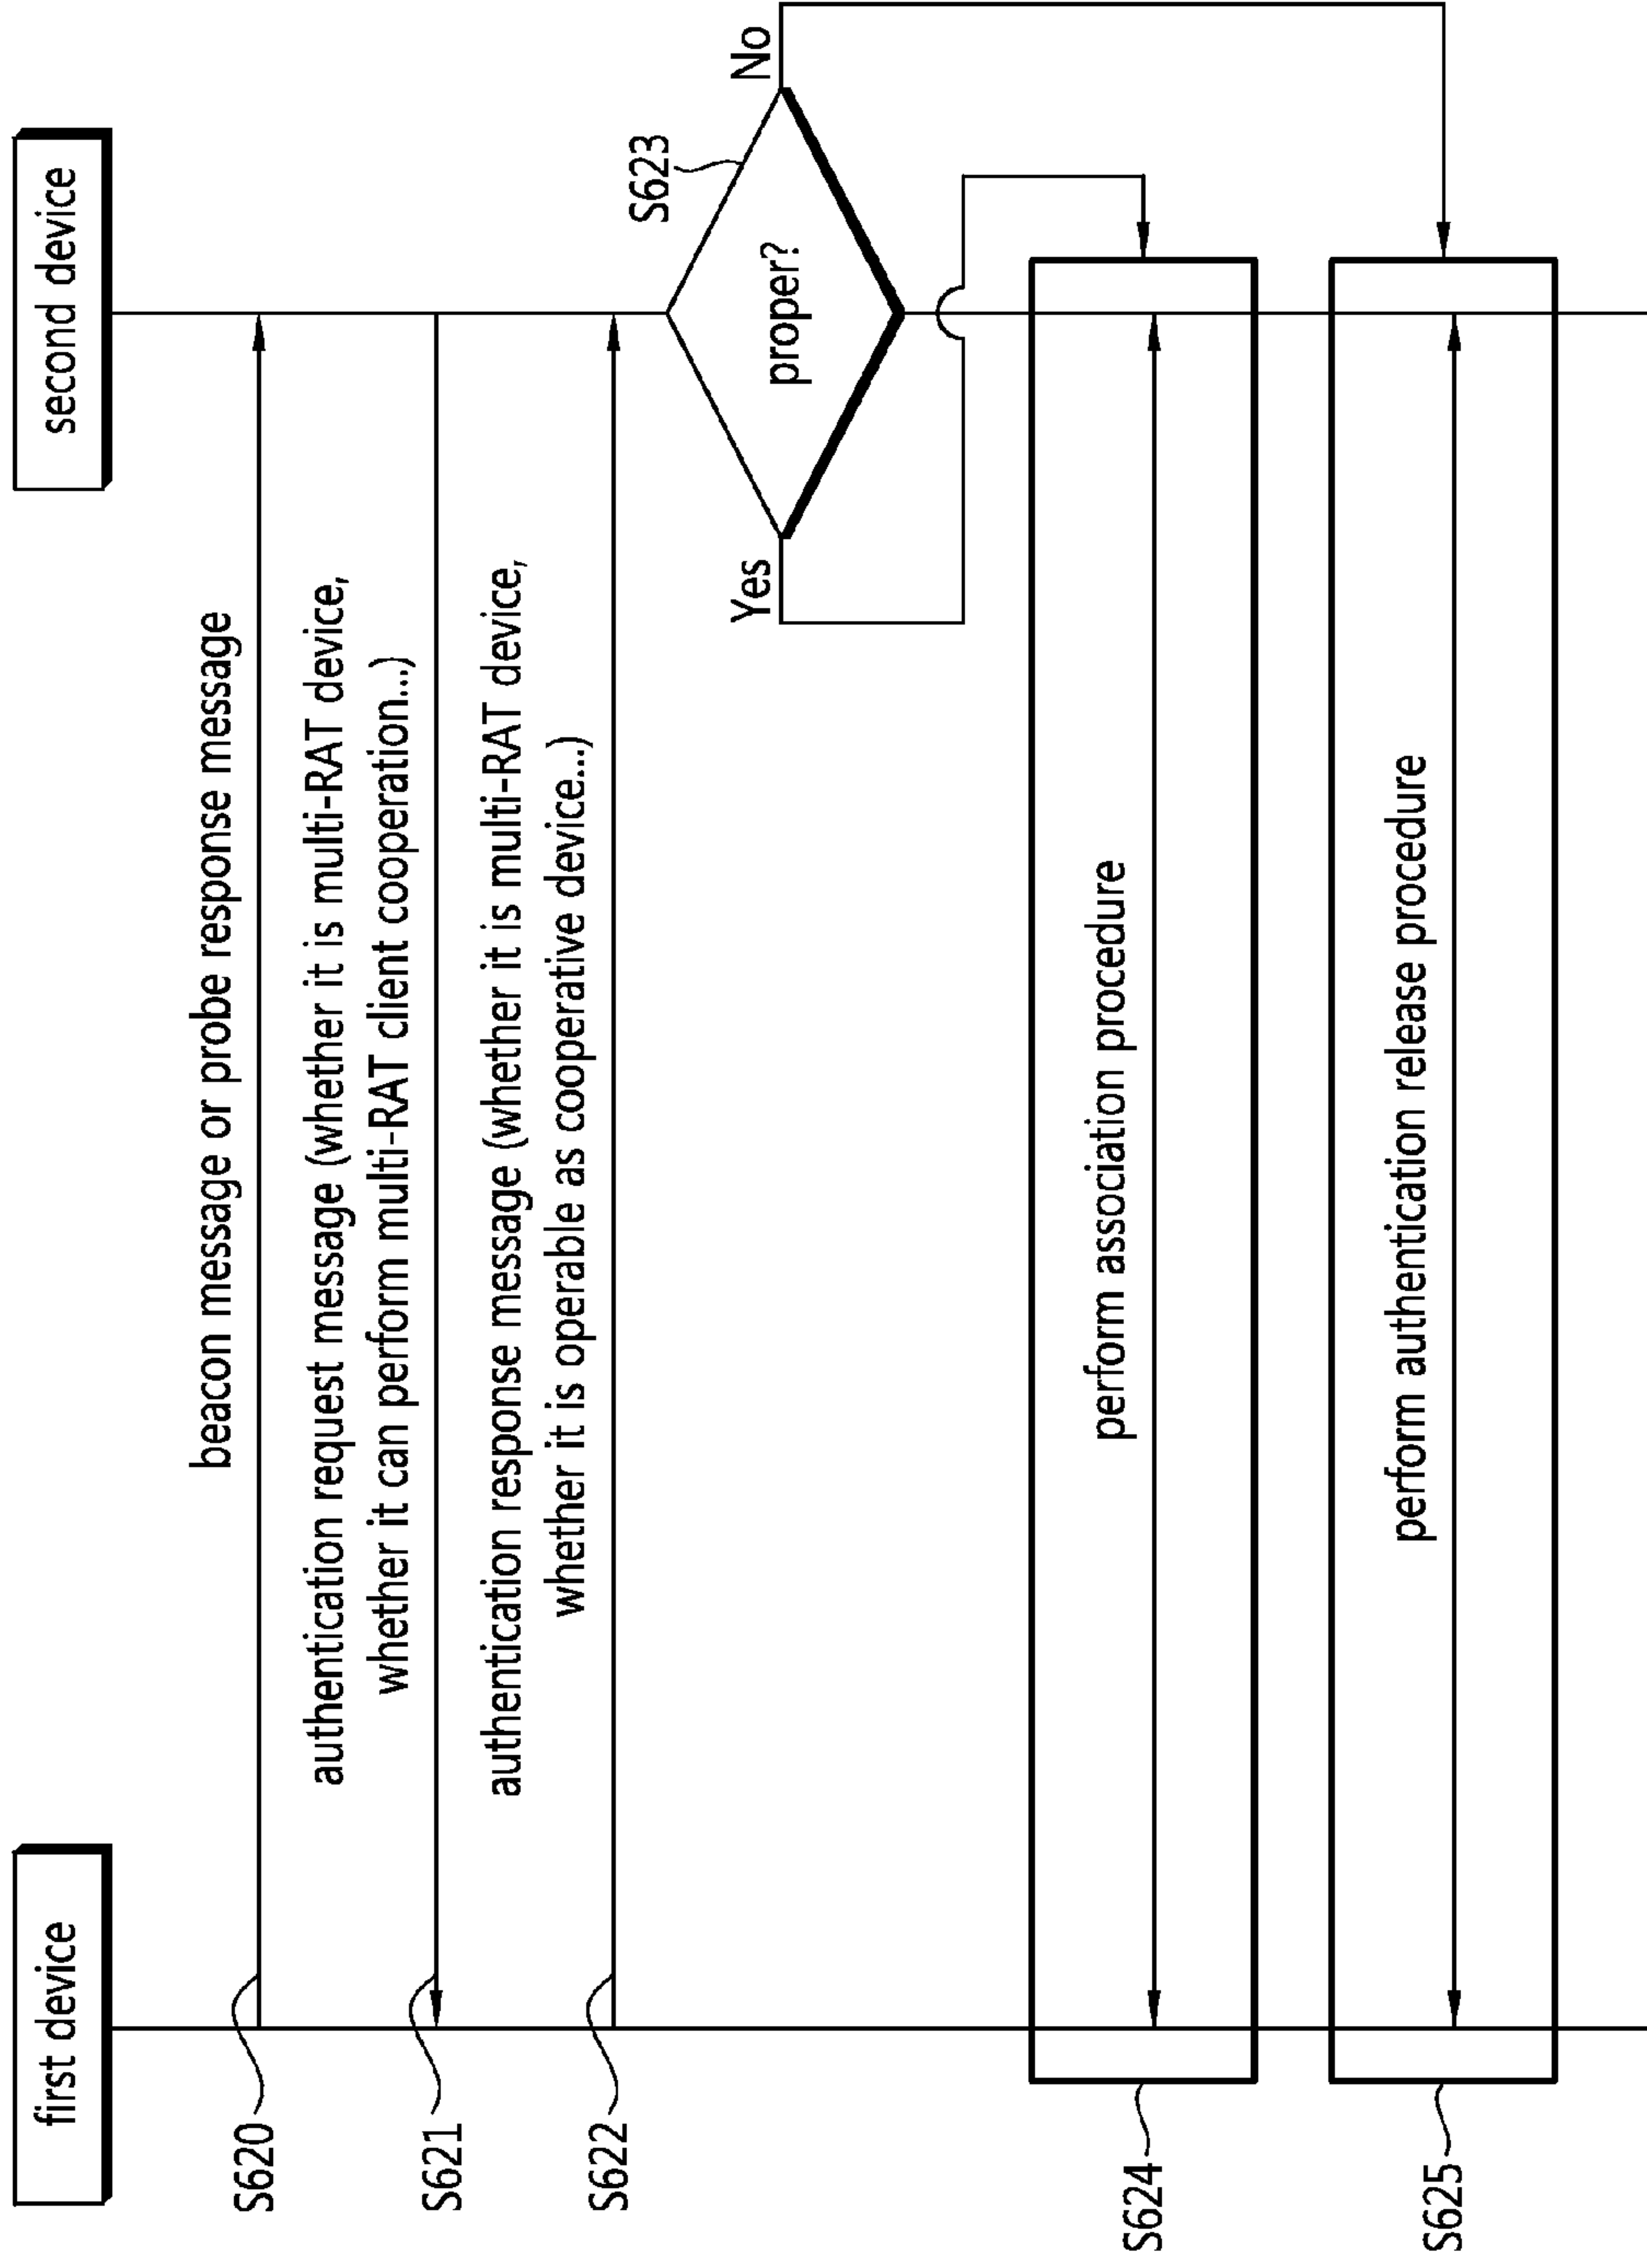 first device
second device
S620
beacon message or probe response message
S621
authentication request message (whether it is multi-RAT device,
whether it can perform multi-RAT client cooperation...)
S622
authentication response message (whether it is multi-RAT device,
whether it is operable as cooperative device...)
S623
proper?
Yes
No
S624
perform association procedure
S625
perform authentication release procedure